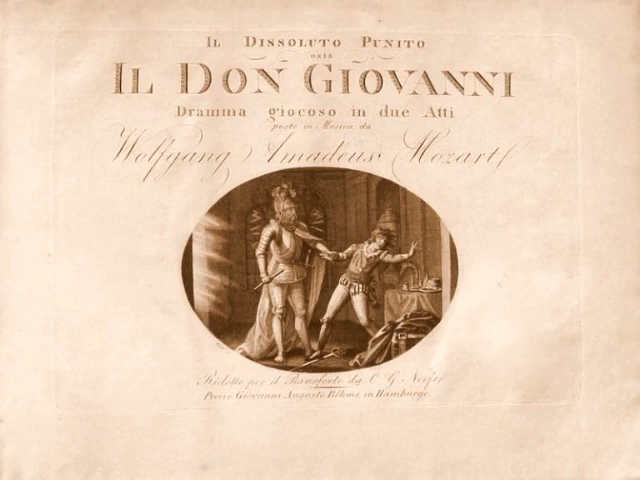 IL DISSOLUTO PUNITO
osia
IL DON GIOVANNI
Dramma giocoso in due Atti
posto in Musica da
Wolfgang Amadeus Mozart
Ridotto per il Pianoforte da C. G. Neefe
Presso Giovanni Augusto Böhme in Hamburgo.